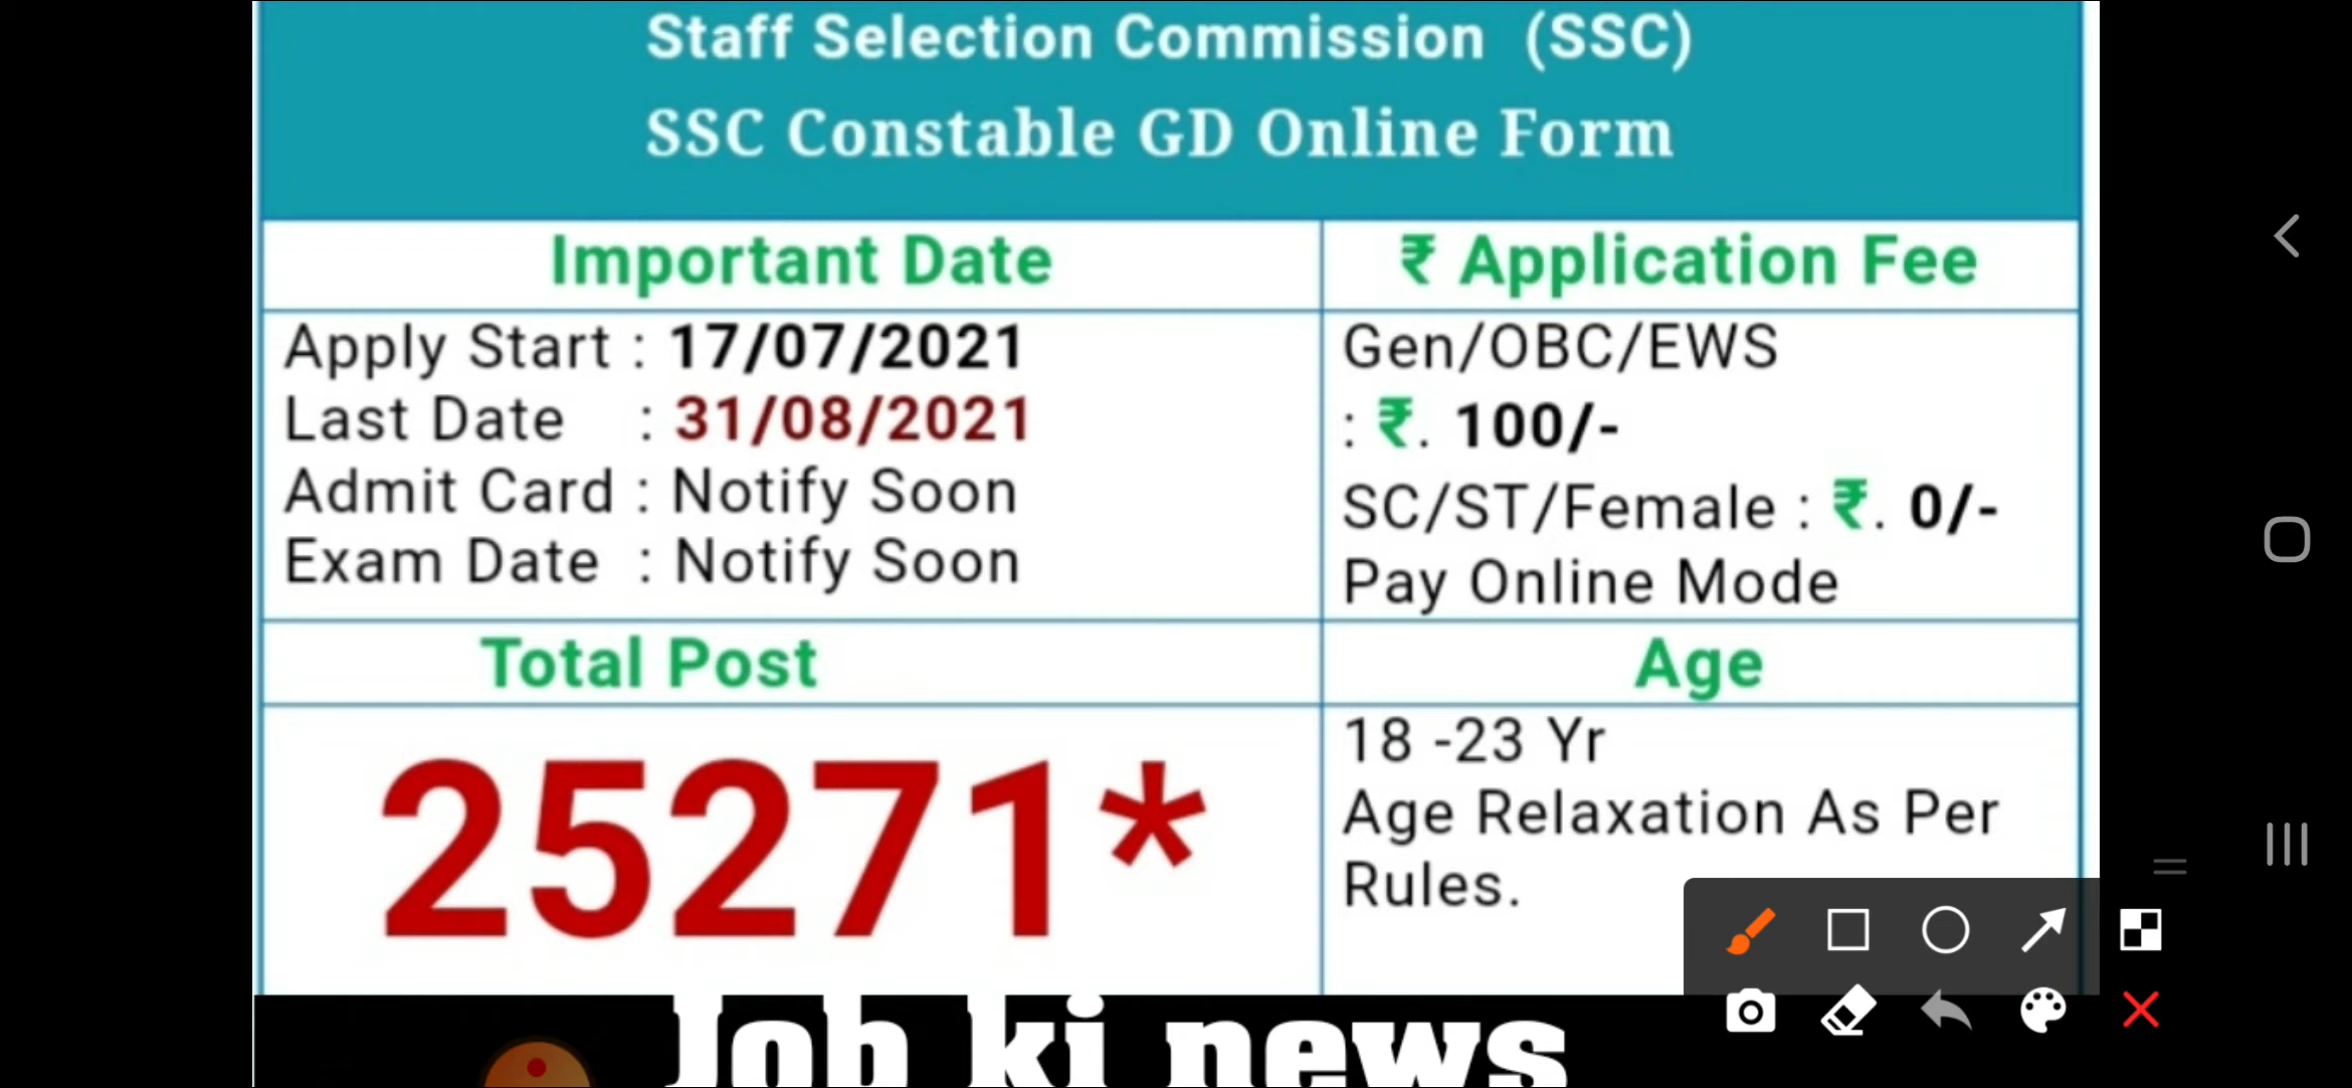 Staff Selection Commission (SSC)
SSC Constable GD Online Form
Important Date
₹ Application Fee
Apply Start : 17/07/2021
Last Date : 31/08/2021
Admit Card : Notify Soon
Exam Date : Notify Soon
Gen/OBC/EWS
: ₹. 100/-
SC/ST/Female : ₹. 0/-
Pay Online Mode
Total Post
Age
25271*
18 -23 Yr
Age Relaxation As Per
Rules.
Job ki news